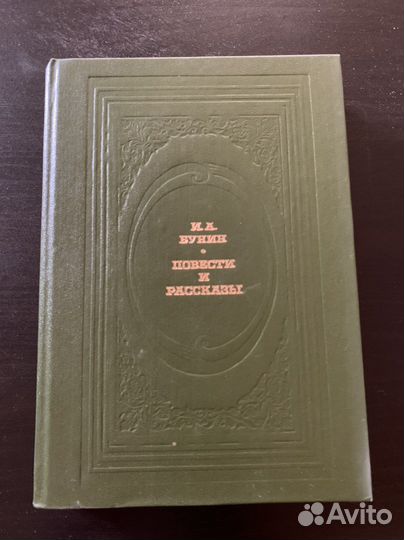 И. А.
БУНИН
•
ПОВЕСТИ
И
РАССКАЗЫ
Avito